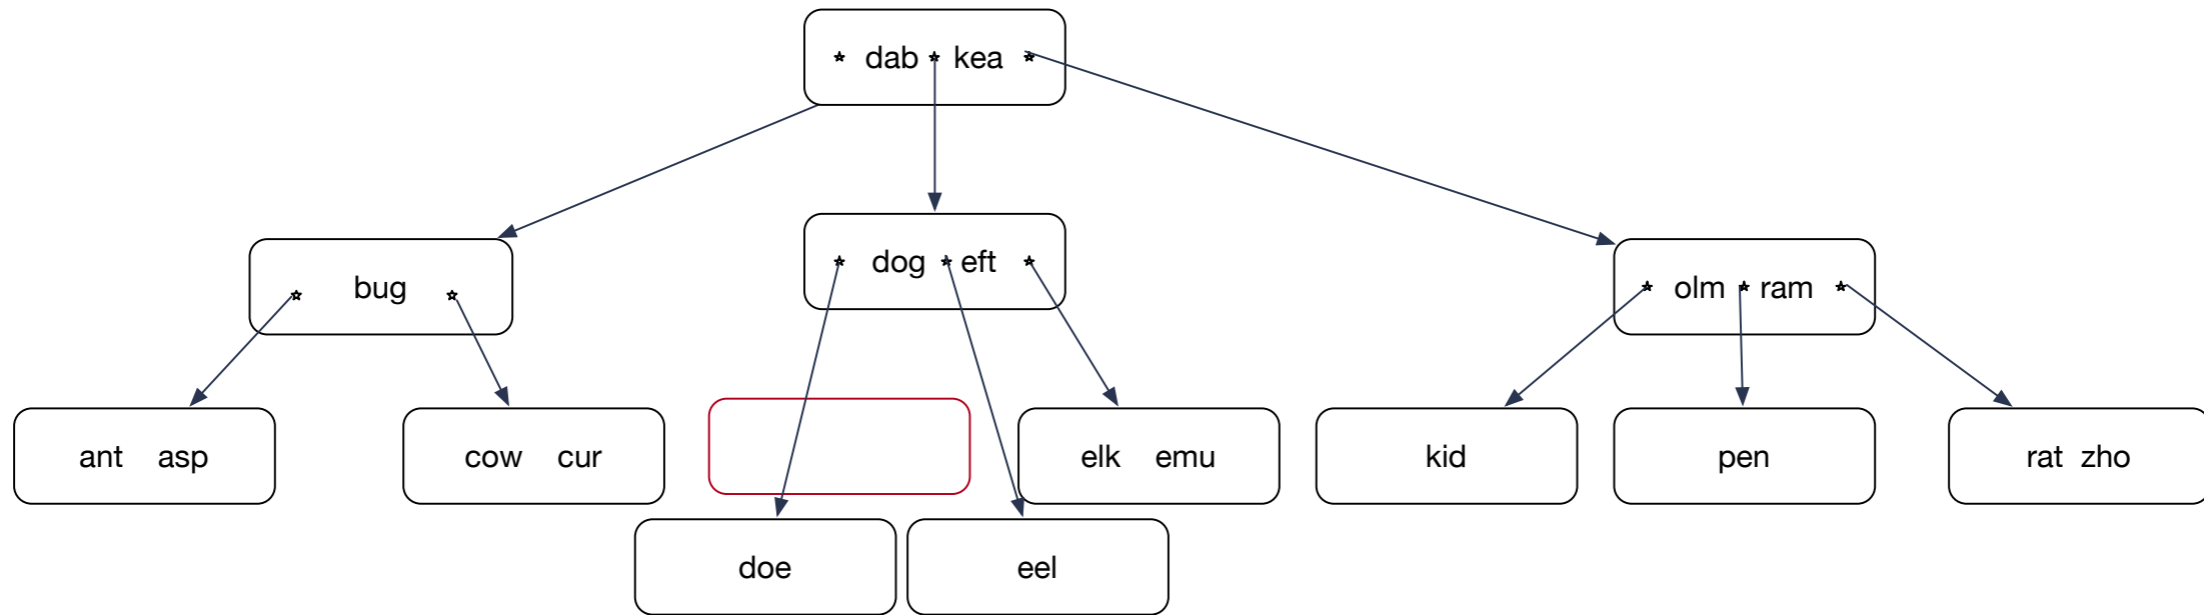 dab kea
bug
dog eft
olm ram
ant asp
cow cur
elk emu
kid
pen
rat zho
doe
eel